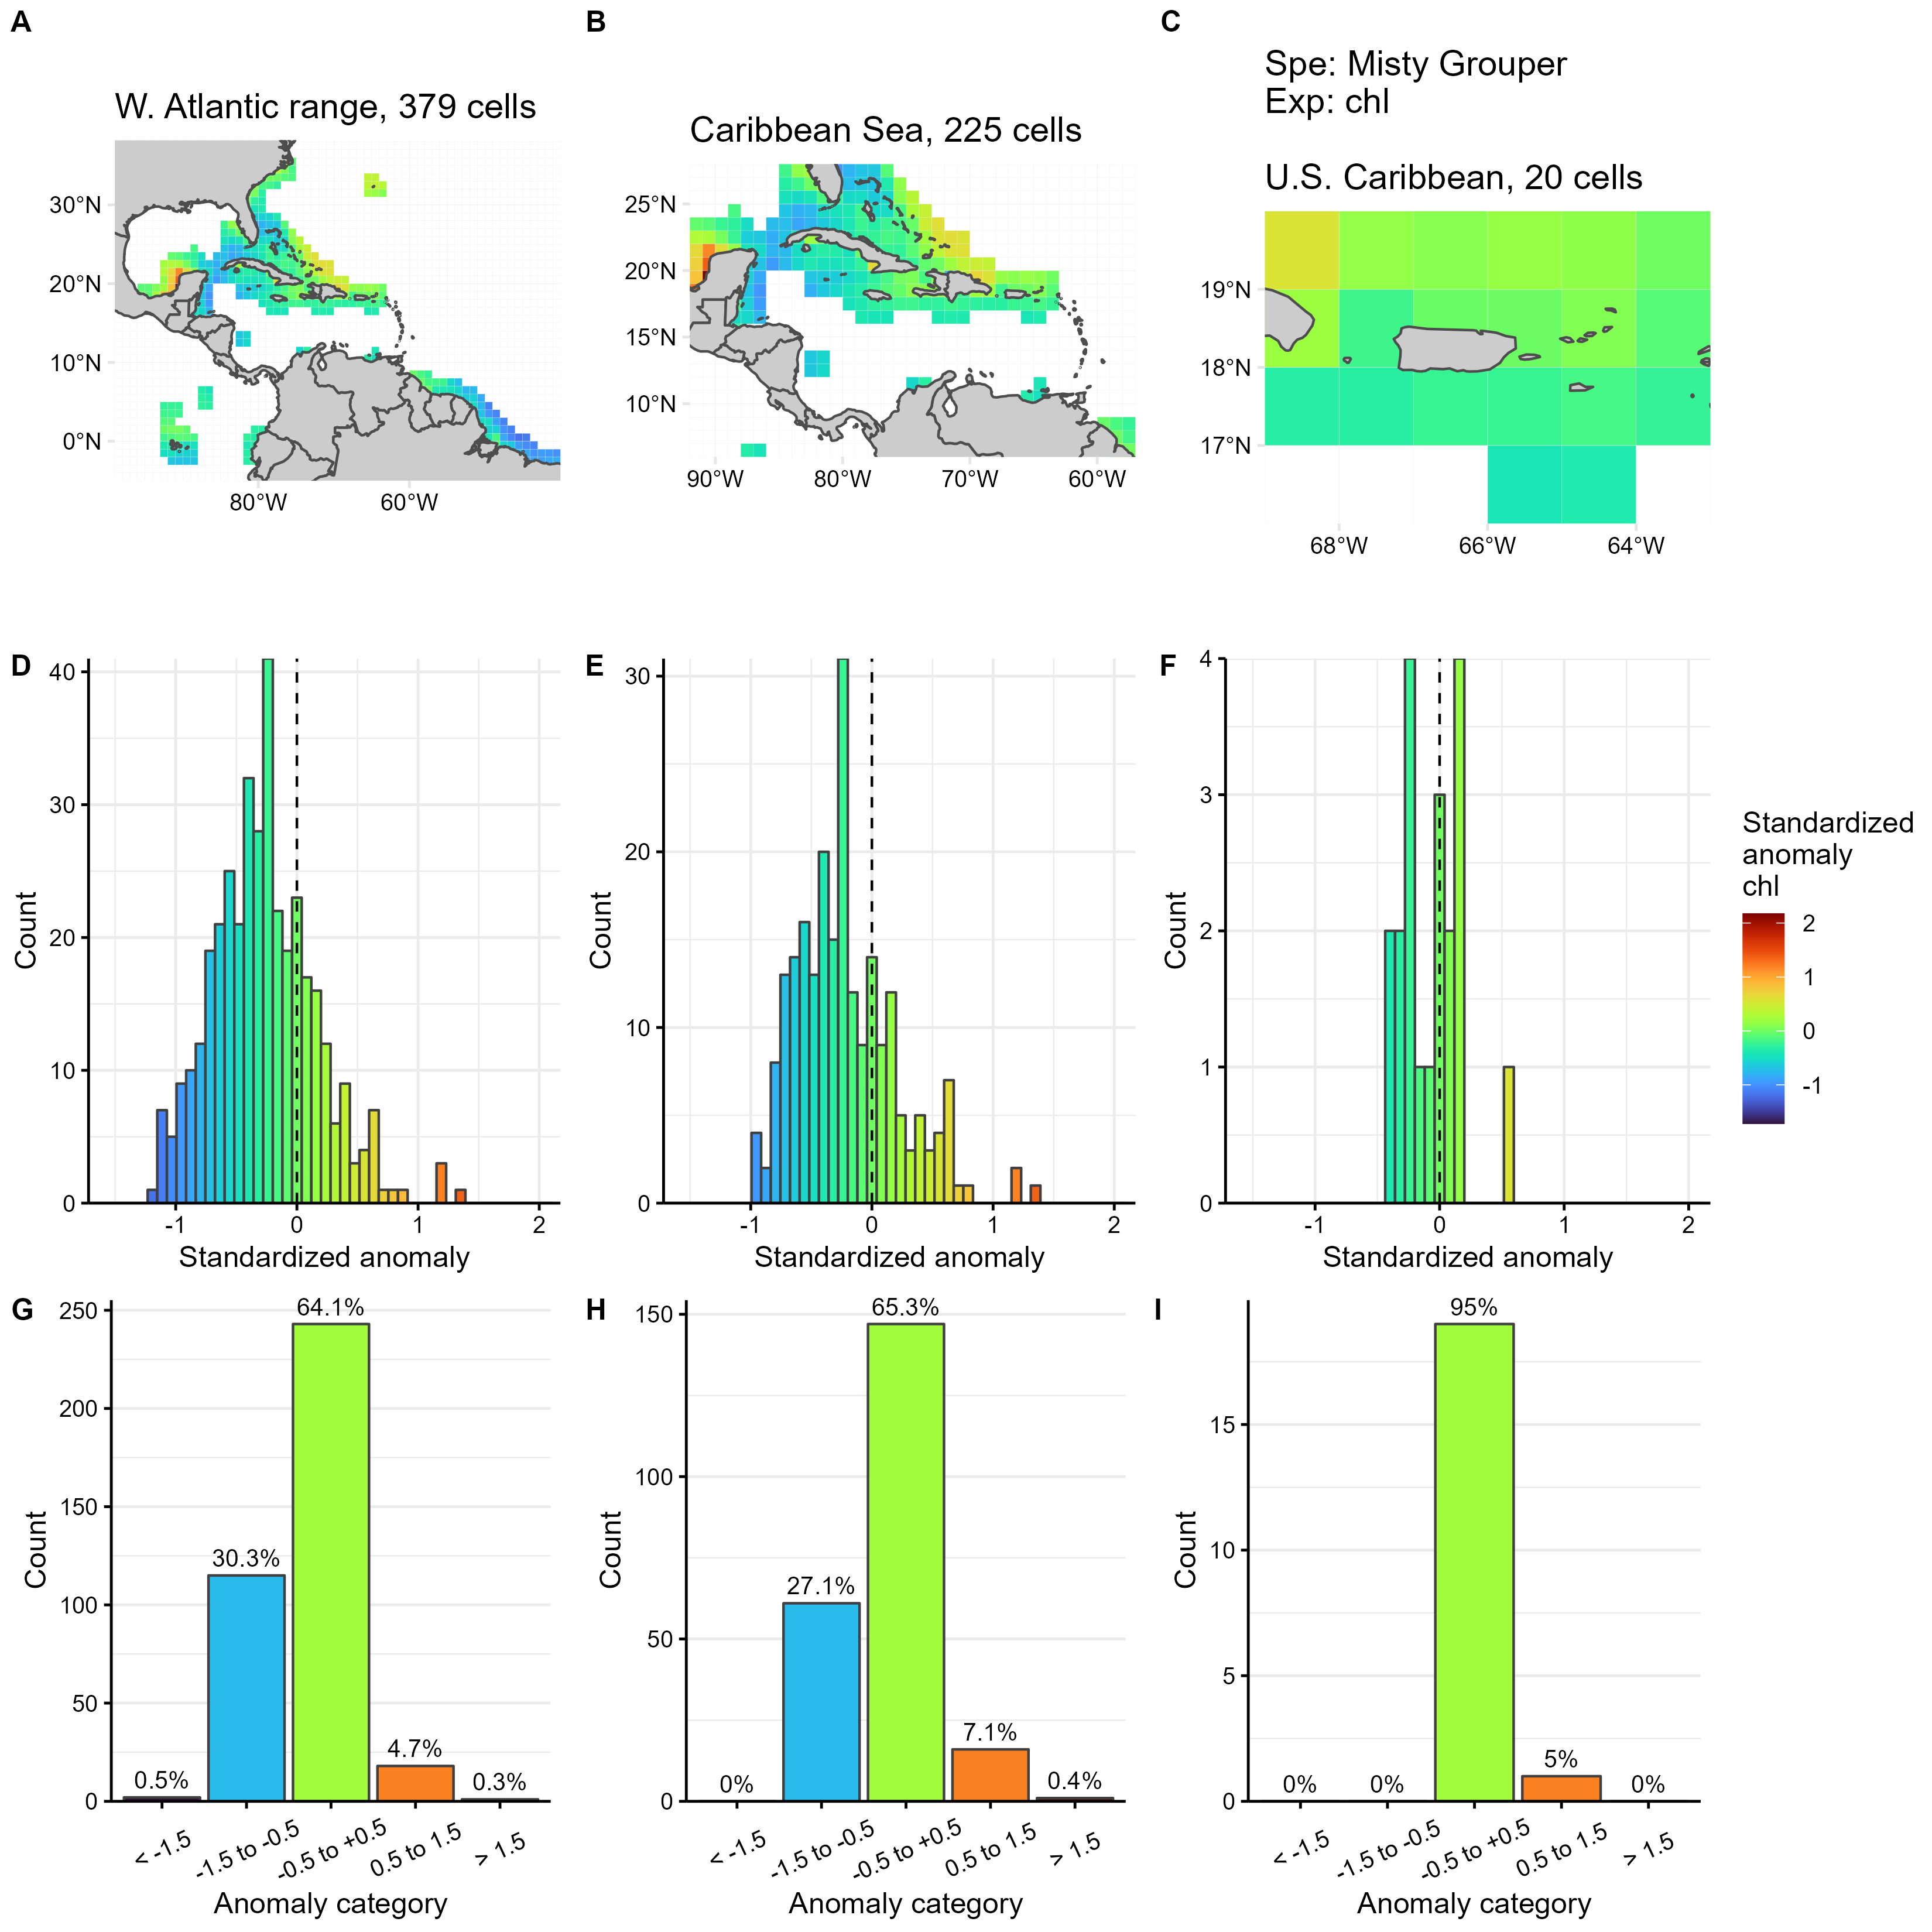 A
B
C
W. Atlantic range, 379 cells
Caribbean Sea, 225 cells
Spe: Misty Grouper
Exp: chl
U.S. Caribbean, 20 cells
30°N
20°N
10°N
0°N
80°W
60°W
25°N
20°N
15°N
10°N
90°W
80°W
70°W
60°W
19°N
18°N
17°N
68°W
66°W
64°W
D
Count
40
30
20
10
0
-1
0
1
2
Standardized anomaly
E
Count
30
20
10
0
-1
0
1
2
Standardized anomaly
F
Count
4
3
2
1
0
-1
0
1
2
Standardized anomaly
Standardized
anomaly
chl
2
1
0
-1
G
Count
250
200
150
100
50
0
0.5%
30.3%
64.1%
4.7%
0.3%
< -1.5
-1.5 to -0.5
-0.5 to +0.5
0.5 to 1.5
> 1.5
Anomaly category
H
Count
150
100
50
0
0%
27.1%
65.3%
7.1%
0.4%
< -1.5
-1.5 to -0.5
-0.5 to +0.5
0.5 to 1.5
> 1.5
Anomaly category
I
Count
15
10
5
0
0%
0%
95%
5%
0%
< -1.5
-1.5 to -0.5
-0.5 to +0.5
0.5 to 1.5
> 1.5
Anomaly category